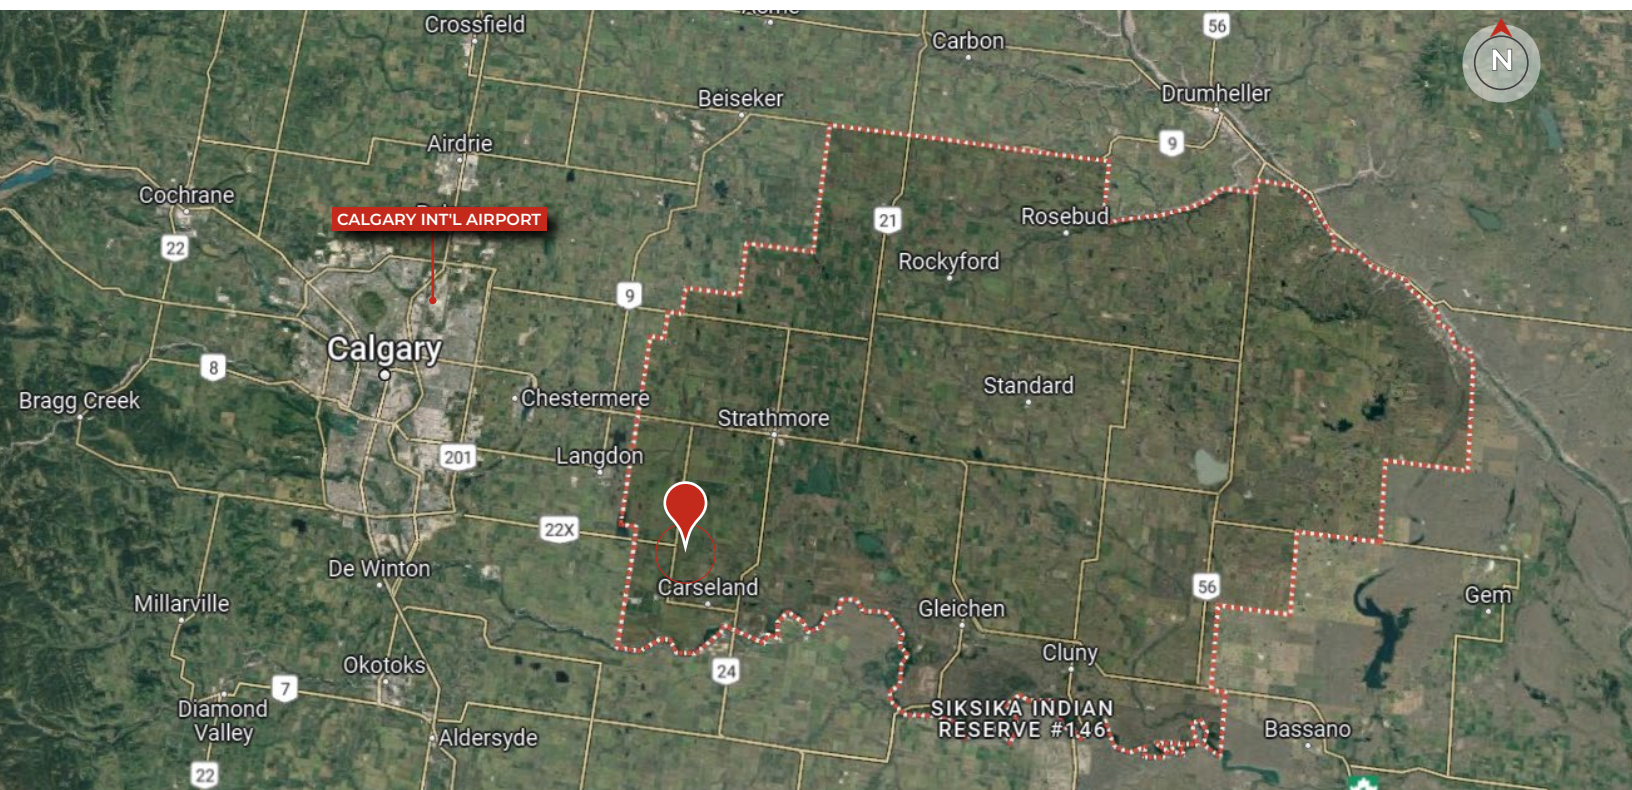 Crossfield
56
Carbon
N
Beiseker
Drumheller
Airdrie
9
Cochrane
CALGARY INT'L AIRPORT
21
Rosebud
22
Rockyford
9
Calgary
8
Standard
Bragg Creek
Chestermere
Strathmore
201
Langdon
22X
De Winton
Carseland
56
Millarville
Gleichen
Gem
Okotoks
24
Cluny
7
Diamond
Valley
SIKSIKA INDIAN
RESERVE #146
Aldersyde
Bassano
22